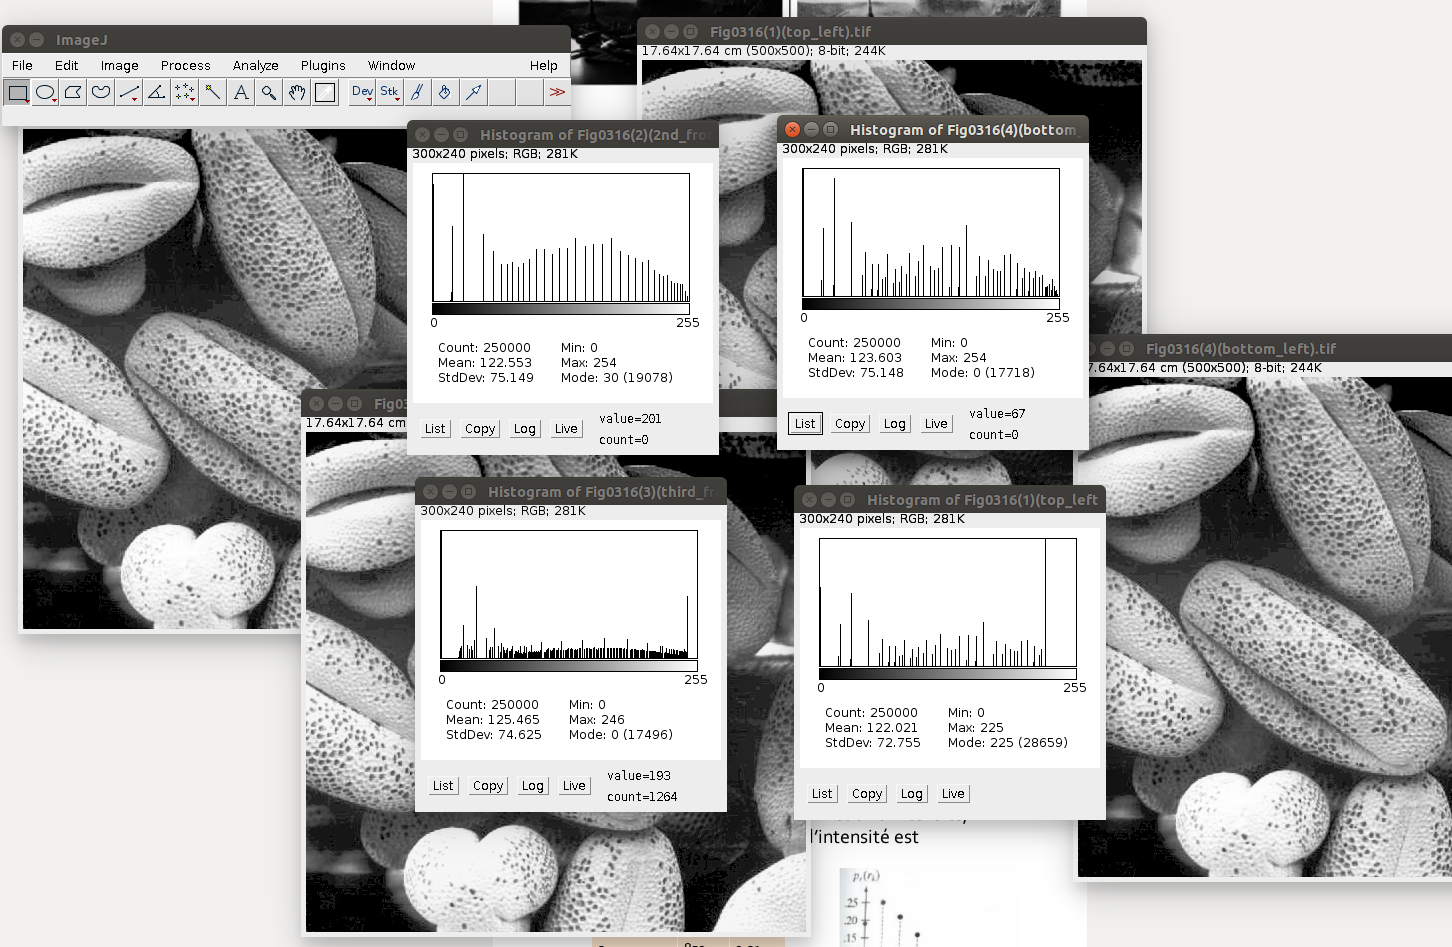 ImageJ
File Edit Image Process Analyze Plugins Window Help
Dev Stk >>
Fig0316(1)(top_left).tif
17.64x17.64 cm (500x500); 8-bit; 244K
Histogram of Fig0316(2)(2nd_fro
300x240 pixels; RGB; 281K
0 255
Count: 250000 Min: 0
Mean: 122.553 Max: 254
StdDev: 75.149 Mode: 30 (19078)
List Copy Log Live
value=201
count=0
Histogram of Fig0316(4)(bottom_
300x240 pixels; RGB; 281K
0 255
Count: 250000 Min: 0
Mean: 123.603 Max: 254
StdDev: 75.148 Mode: 0 (17718)
List Copy Log Live
value=67
count=0
Fig0316(4)(bottom_left).tif
7.64x17.64 cm (500x500); 8-bit; 244K
Fig03
17.64x17.64 cm
Histogram of Fig0316(3)(third_fr
300x240 pixels; RGB; 281K
0 255
Count: 250000 Min: 0
Mean: 125.465 Max: 246
StdDev: 74.625 Mode: 0 (17496)
List Copy Log Live
value=193
count=1264
Histogram of Fig0316(1)(top_left
300x240 pixels; RGB; 281K
0 255
Count: 250000 Min: 0
Mean: 122.021 Max: 225
StdDev: 72.755 Mode: 225 (28659)
List Copy Log Live
l'intensité est
pᵣ(rₖ)
.25
.20
.15